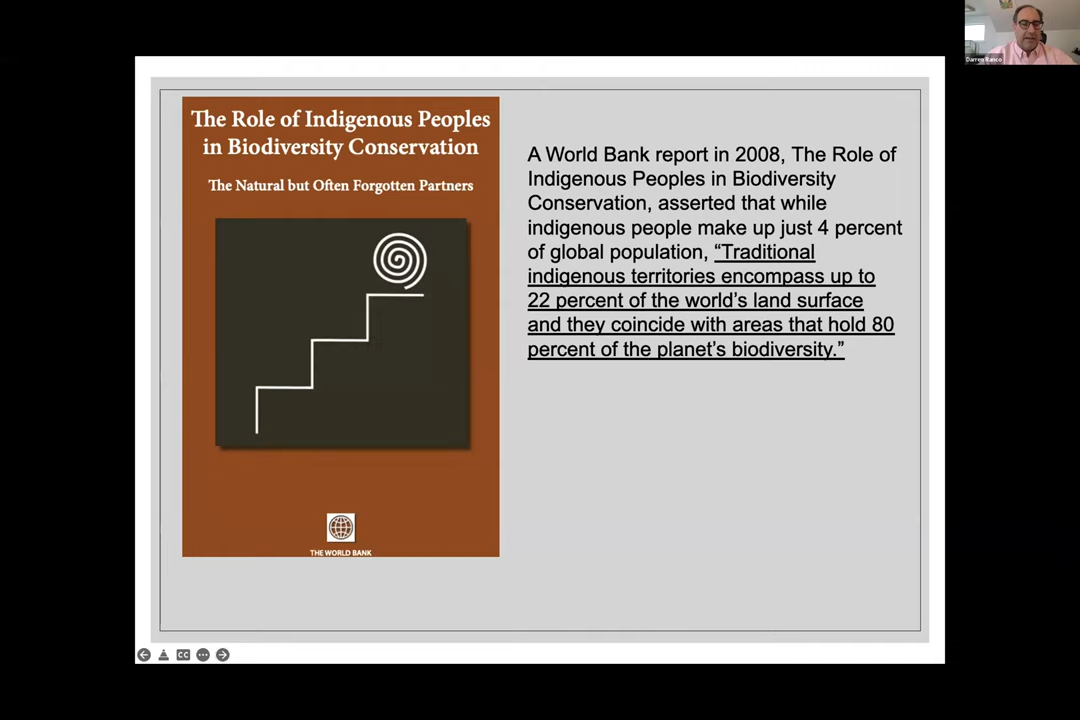 Darren Ranco
The Role of Indigenous Peoples
in Biodiversity Conservation
The Natural but Often Forgotten Partners
THE WORLD BANK
A World Bank report in 2008, The Role of
Indigenous Peoples in Biodiversity
Conservation, asserted that while
indigenous people make up just 4 percent
of global population, “Traditional
indigenous territories encompass up to
22 percent of the world’s land surface
and they coincide with areas that hold 80
percent of the planet’s biodiversity.”
CC